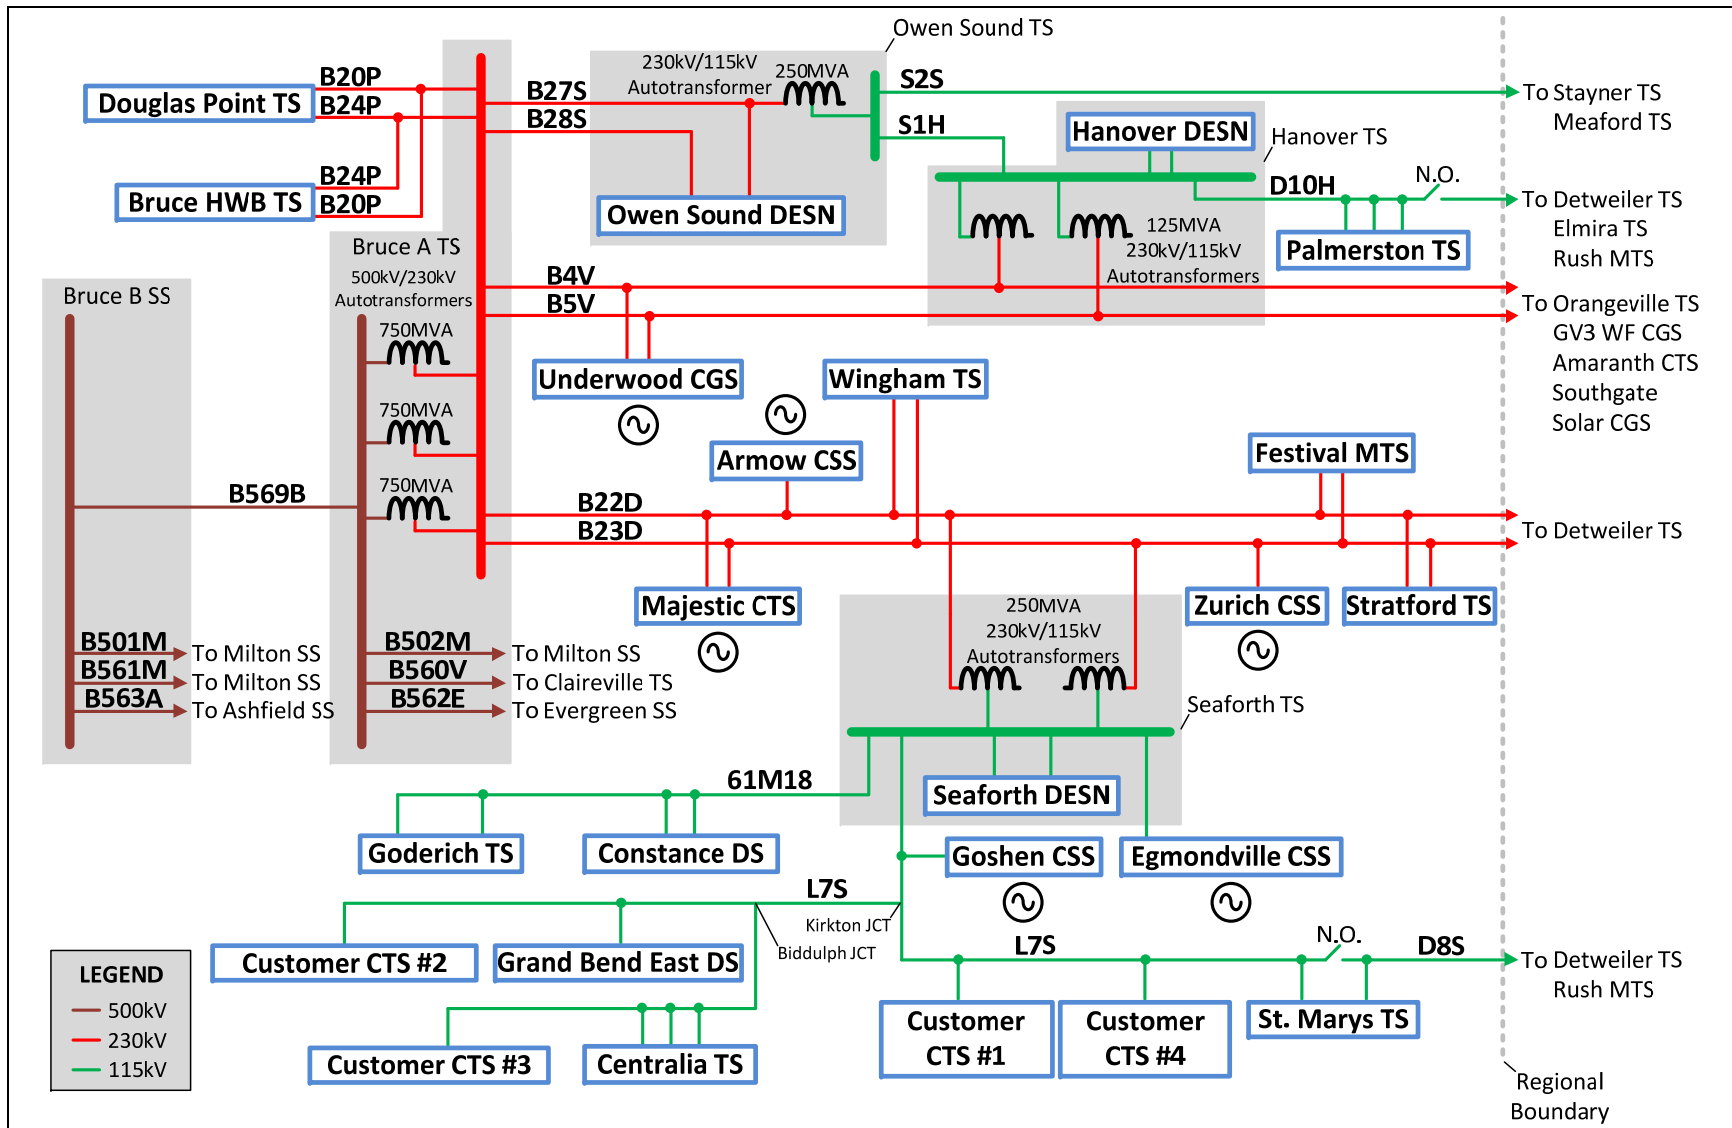 Owen Sound TS
230kV/115kV
Autotransformer
250MVA
B20P
Douglas Point TS
B24P
B27S
B28S
S2S
To Stayner TS
Meaford TS
S1H
Hanover DESN
Hanover TS
B24P
Bruce HWB TS
B20P
Owen Sound DESN
D10H
N.O.
To Detweiler TS
Elmira TS
Rush MTS
Palmerston TS
125MVA
230kV/115kV
Autotransformers
Bruce A TS
500kV/230kV
Autotransformers
Bruce B SS
B4V
B5V
To Orangeville TS
GV3 WF CGS
Amaranth CTS
Southgate
Solar CGS
750MVA
750MVA
750MVA
Underwood CGS
Wingham TS
Armow CSS
Festival MTS
B569B
B22D
B23D
To Detweiler TS
Majestic CTS
Zurich CSS
Stratford TS
250MVA
230kV/115kV
Autotransformers
Seaforth TS
B501M
To Milton SS
B561M
To Milton SS
B563A
To Ashfield SS
B502M
To Milton SS
B560V
To Claireville TS
B562E
To Evergreen SS
61M18
Seaforth DESN
Goderich TS
Constance DS
Goshen CSS
Egmondville CSS
L7S
Kirkton JCT
Biddulph JCT
Customer CTS #2
Grand Bend East DS
L7S
N.O.
D8S
To Detweiler TS
Rush MTS
Customer
CTS #1
Customer
CTS #4
St. Marys TS
Customer CTS #3
Centralia TS
LEGEND
500kV
230kV
115kV
Regional
Boundary